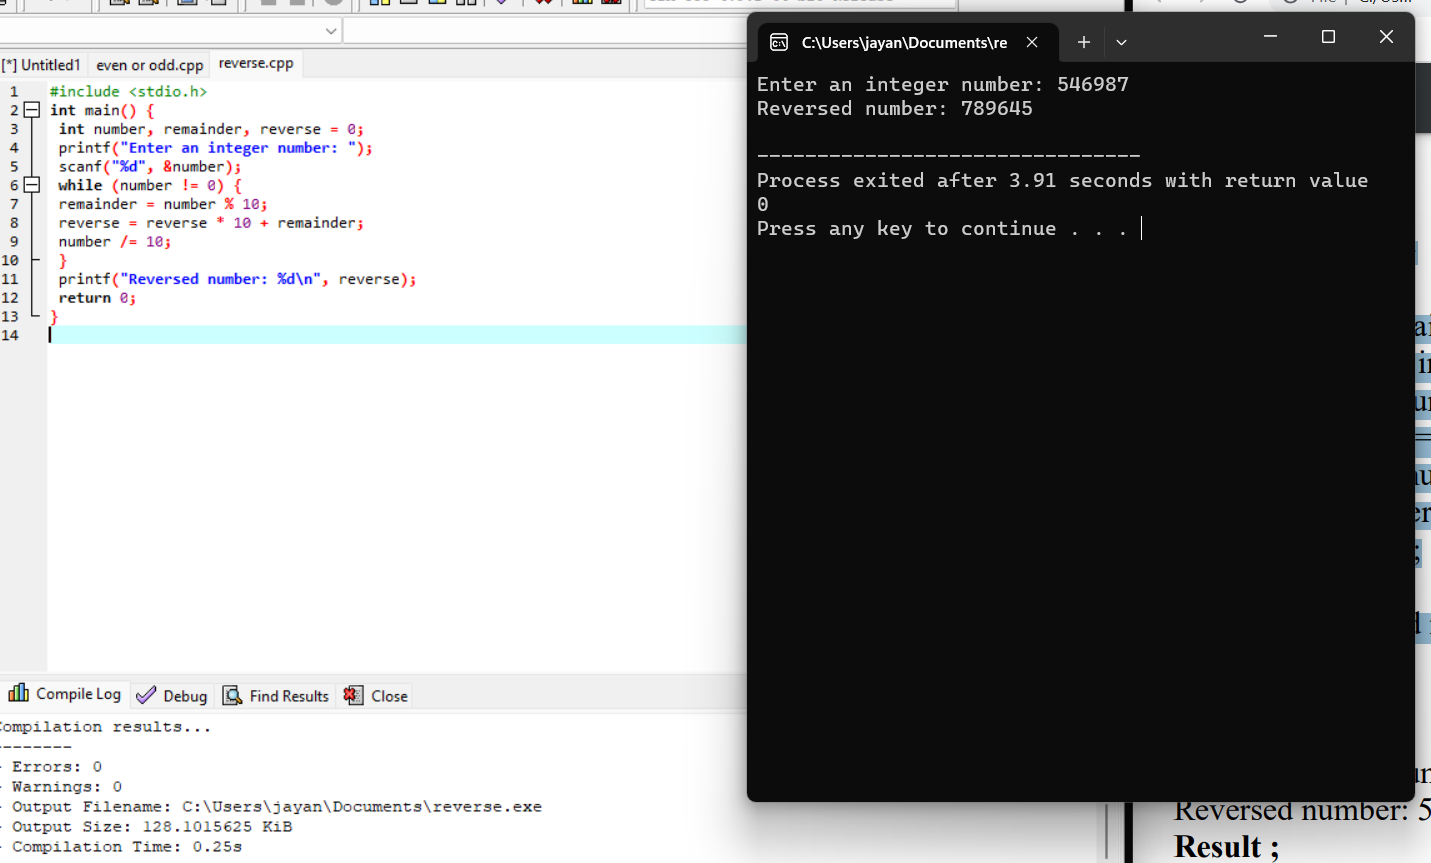 [*] Untitled1 even or odd.cpp reverse.cpp
1 #include <stdio.h>
2 int main() {
3 int number, remainder, reverse = 0;
4 printf("Enter an integer number: ");
5 scanf("%d", &number);
6 while (number != 0) {
7 remainder = number % 10;
8 reverse = reverse * 10 + remainder;
9 number /= 10;
10 }
11 printf("Reversed number: %d\n", reverse);
12 return 0;
13 }
14
Compile Log Debug Find Results Close
Compilation results...
--------
- Errors: 0
- Warnings: 0
- Output Filename: C:\Users\jayan\Documents\reverse.exe
- Output Size: 128.1015625 KiB
- Compilation Time: 0.25s
C:\Users\jayan\Documents\re
Enter an integer number: 546987
Reversed number: 789645
--------------------------------
Process exited after 3.91 seconds with return value
0
Press any key to continue . . .
Reversed number: 5
Result ;